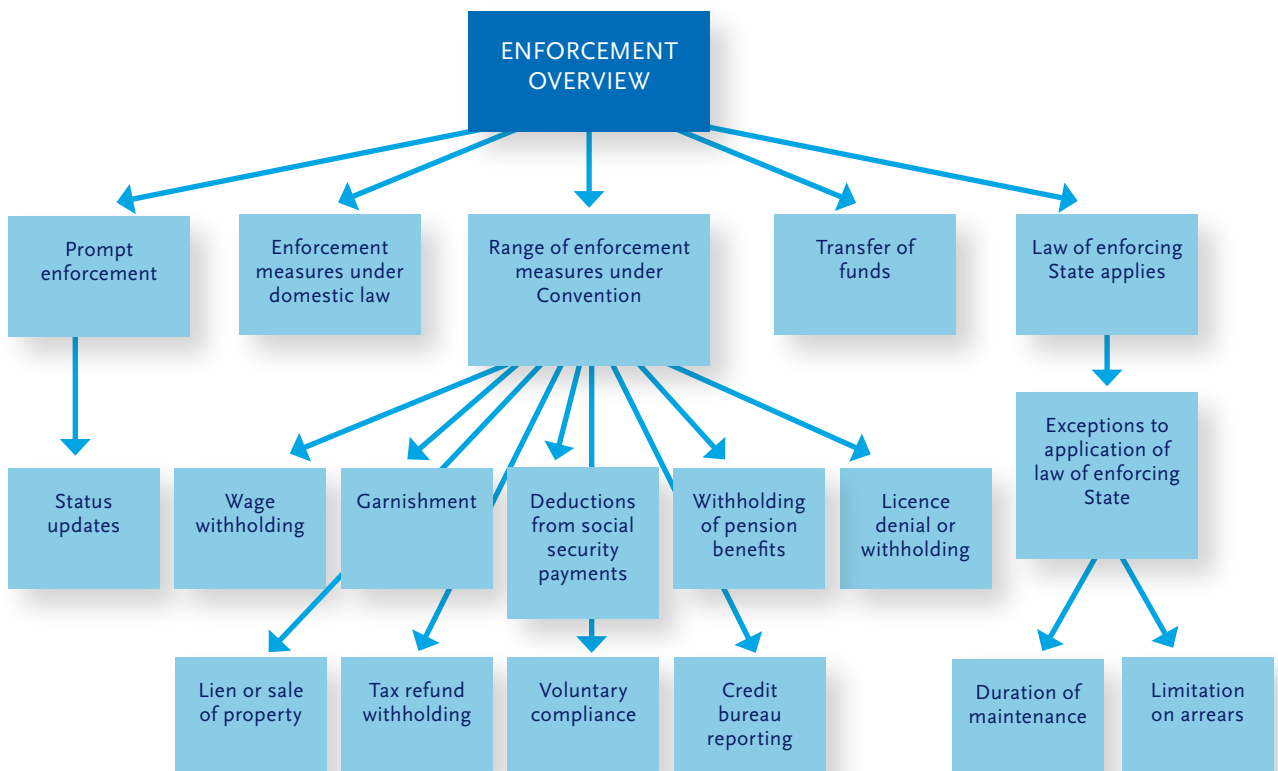 ENFORCEMENT
OVERVIEW
Prompt
enforcement
Enforcement
measures under
domestic law
Range of enforcement
measures under
Convention
Transfer of
funds
Law of enforcing
State applies
Exceptions to
application of
law of enforcing
State
Status
updates
Wage
withholding
Garnishment
Deductions
from social
security
payments
Withholding
of pension
benefits
Licence
denial or
withholding
Lien or sale
of property
Tax refund
withholding
Voluntary
compliance
Credit
bureau
reporting
Duration of
maintenance
Limitation
on arrears